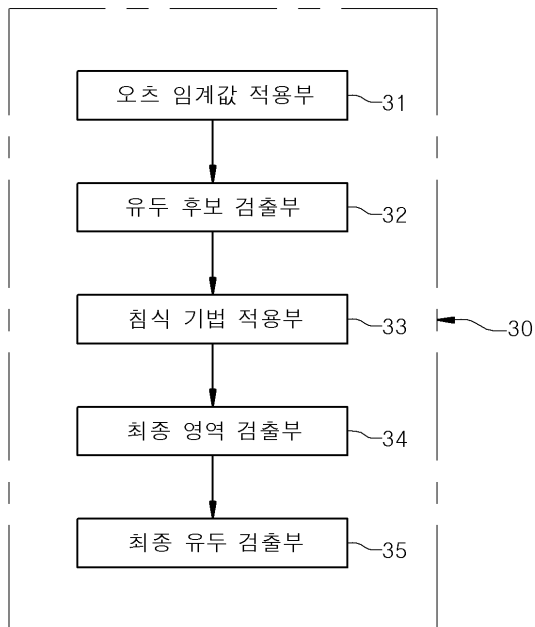 오츠 임계값 적용부
31
유두 후보 검출부
32
침식 기법 적용부
33
30
최종 영역 검출부
34
최종 유두 검출부
35